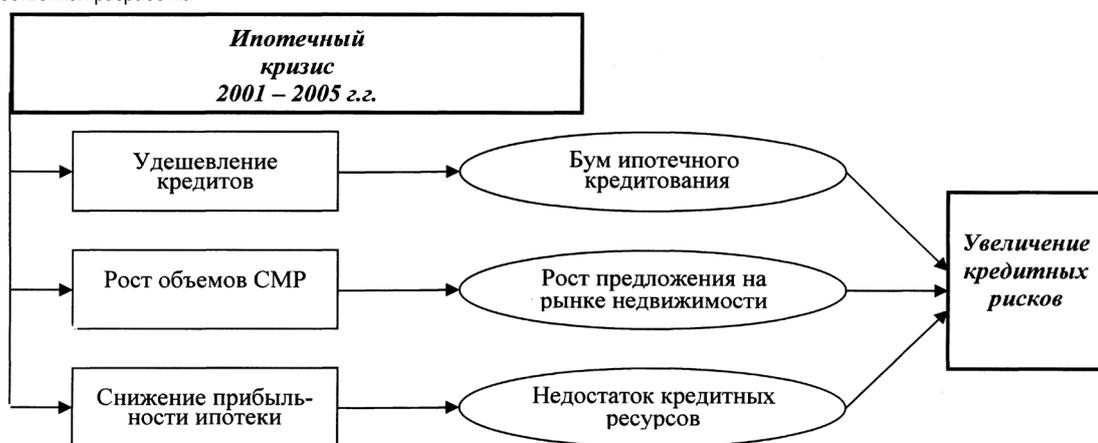 Ипотечный
кризис
2001 – 2005 г.г.
Удешевление
кредитов
Бум ипотечного
кредитования
Рост объемов СМР
Рост предложения на
рынке недвижимости
Увеличение
кредитных
рисков
Снижение прибыль-
ности ипотеки
Недостаток кредитных
ресурсов